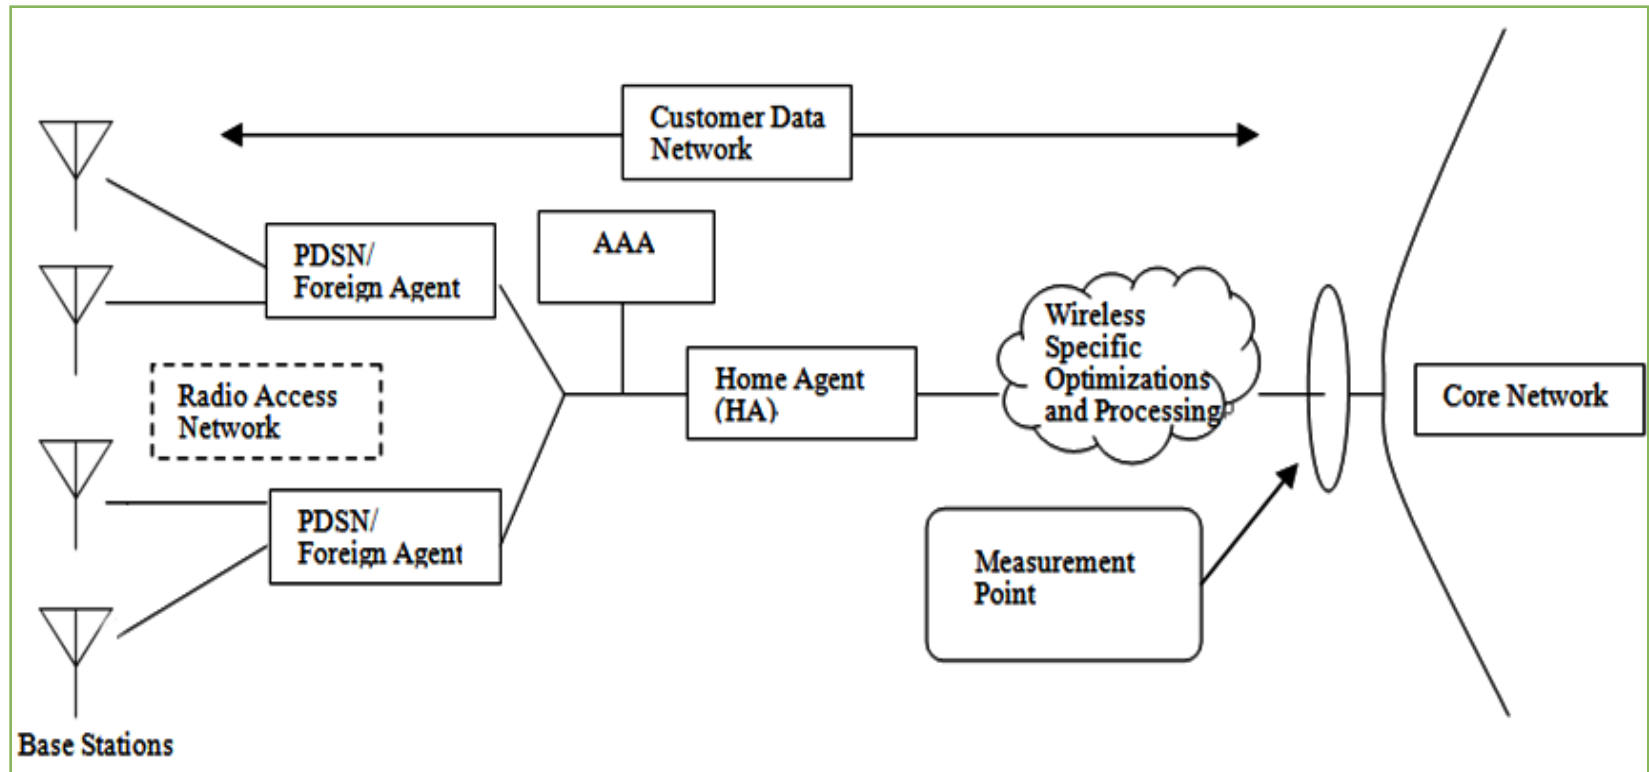 Customer Data
Network
PDSN/
Foreign Agent
AAA
Radio Access
Network
Home Agent
(HA)
Wireless
Specific
Optimizations
and Processing
Core Network
PDSN/
Foreign Agent
Measurement
Point
Base Stations